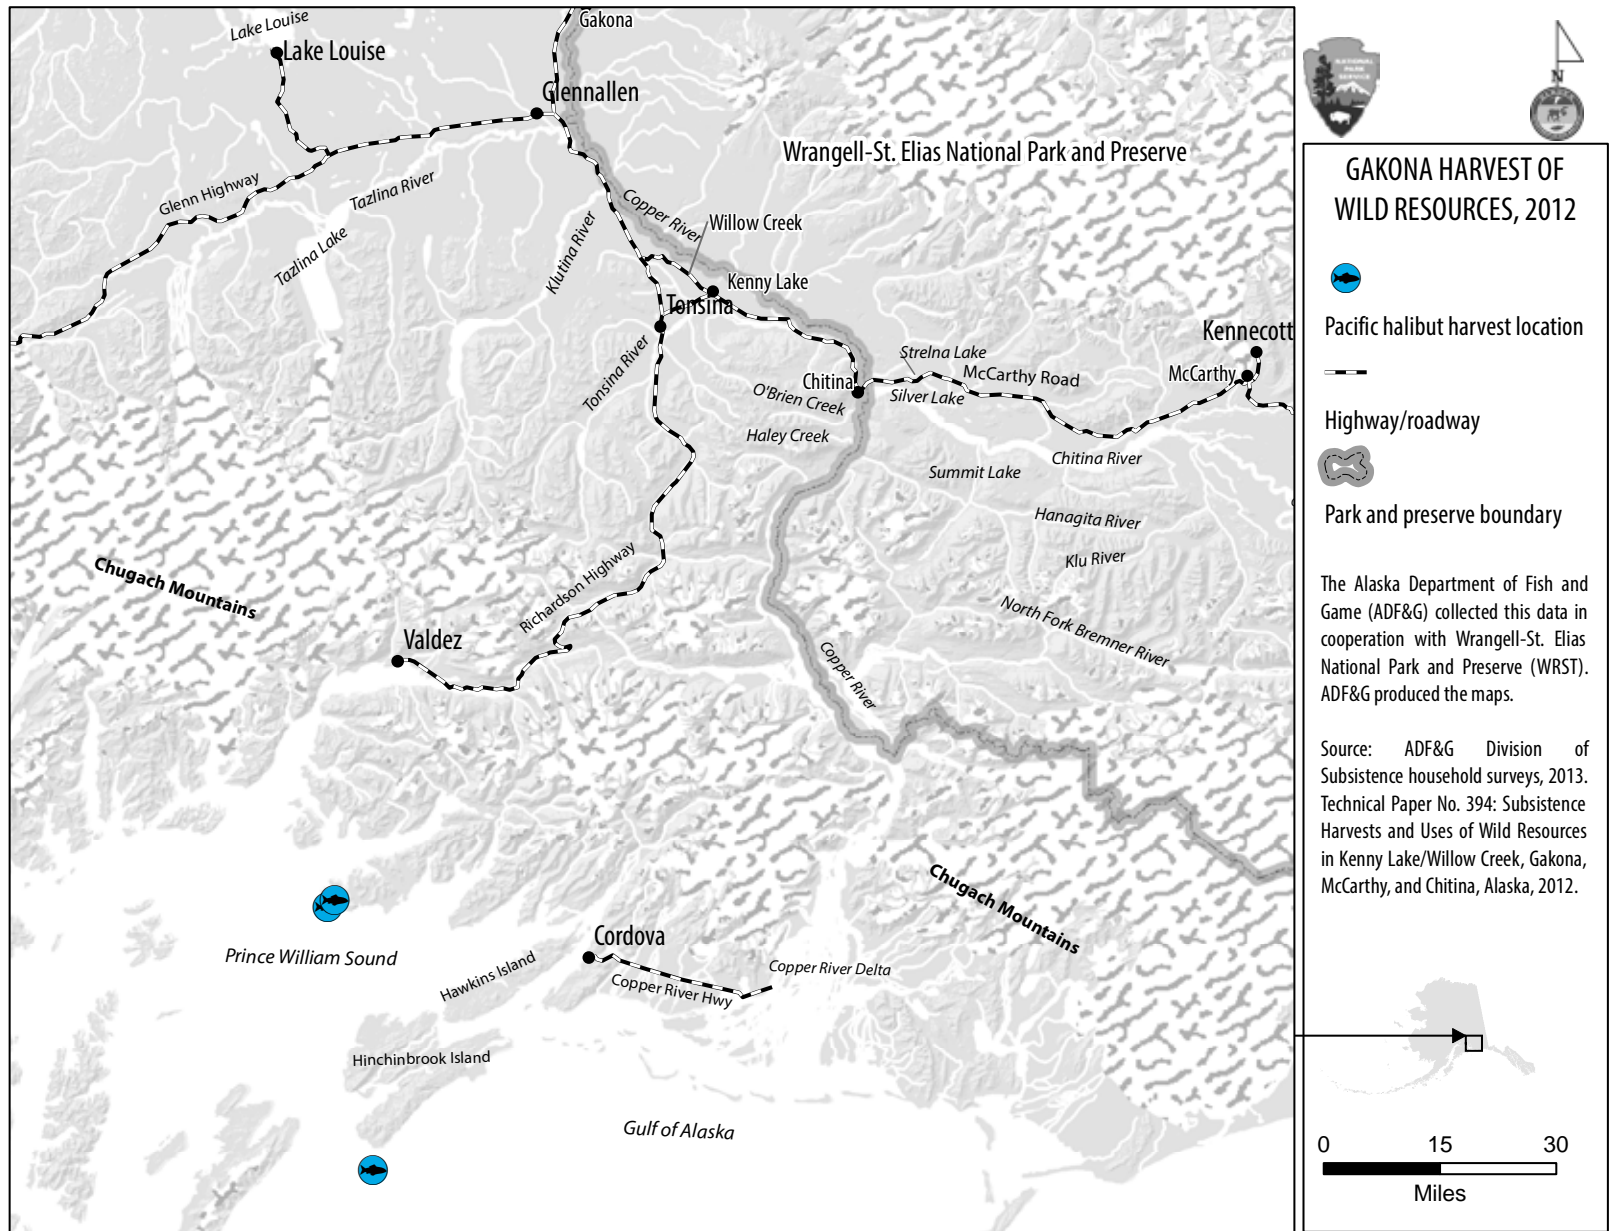 Gakona
Lake Louise
Lake Louise
Glennallen
Wrangell-St. Elias National Park and Preserve
Glenn Highway
Tazlina River
Copper River
Willow Creek
Klutina River
Tazlina Lake
Kenny Lake
Tonsina
Kennecott
Strelna Lake
McCarthy Road
McCarthy
Tonsina River
Chitina
O'Brien Creek
Silver Lake
Haley Creek
Chitina River
Summit Lake
Hanagita River
Klu River
Chugach Mountains
Richardson Highway
North Fork Bremner River
Valdez
Copper River
Chugach Mountains
Cordova
Prince William Sound
Hawkins Island
Copper River Delta
Copper River Hwy
Hinchinbrook Island
Gulf of Alaska
NATIONAL
PARK
SERVICE
N
GAKONA HARVEST OF
WILD RESOURCES, 2012
Pacific halibut harvest location
Highway/roadway
Park and preserve boundary
The Alaska Department of Fish and
Game (ADF&G) collected this data in
cooperation with Wrangell-St. Elias
National Park and Preserve (WRST).
ADF&G produced the maps.
Source: ADF&G Division of
Subsistence household surveys, 2013.
Technical Paper No. 394: Subsistence
Harvests and Uses of Wild Resources
in Kenny Lake/Willow Creek, Gakona,
McCarthy, and Chitina, Alaska, 2012.
0 15 30
Miles